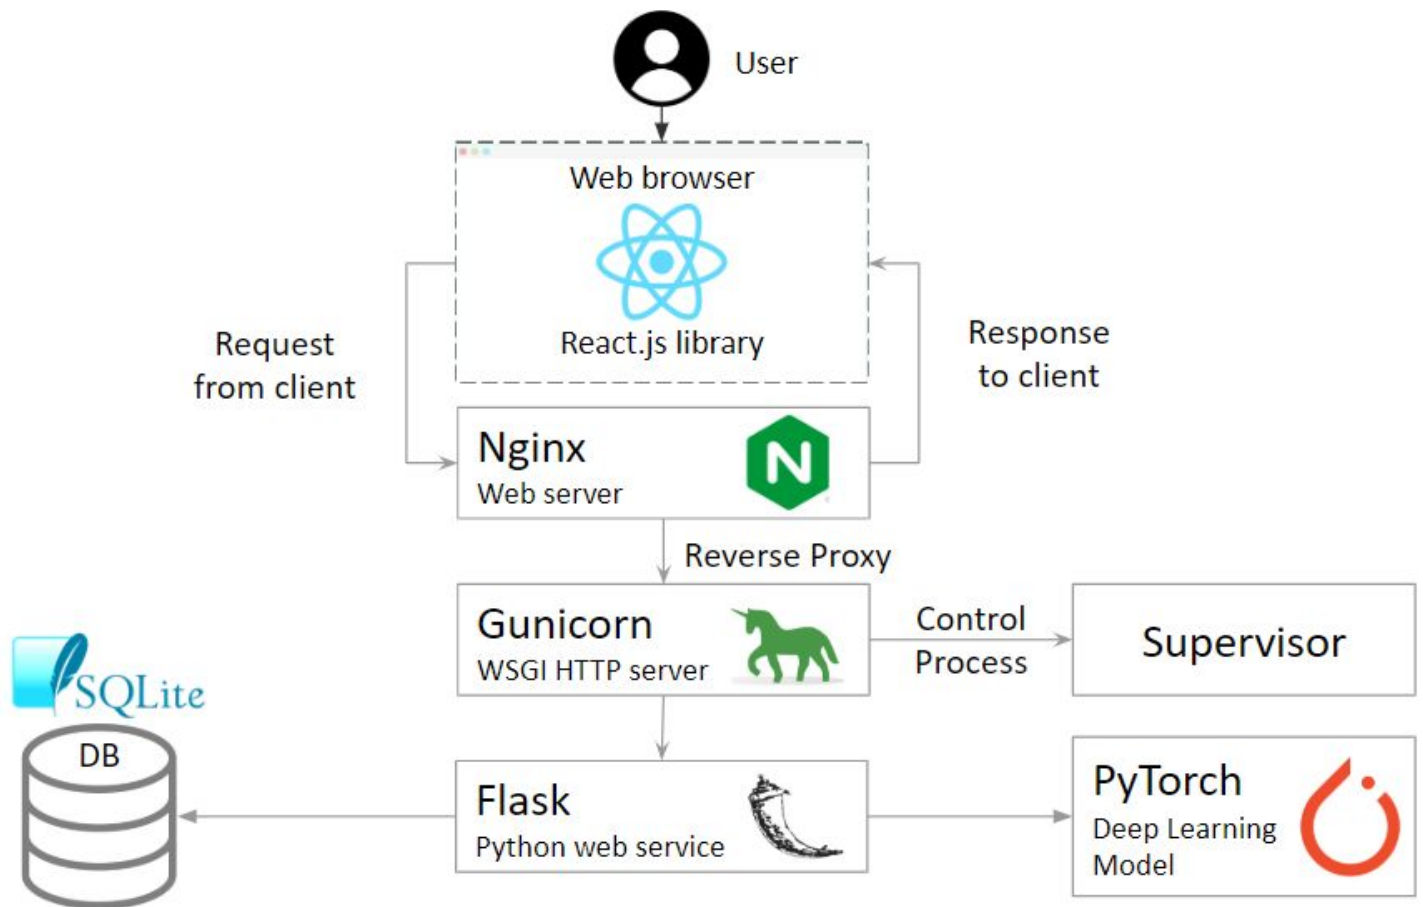 User
Web browser
React.js library
Request
from client
Response
to client
Nginx
Web server
N
Reverse Proxy
Gunicorn
WSGI HTTP server
Control
Process
Supervisor
SQLite
DB
Flask
Python web service
PyTorch
Deep Learning
Model